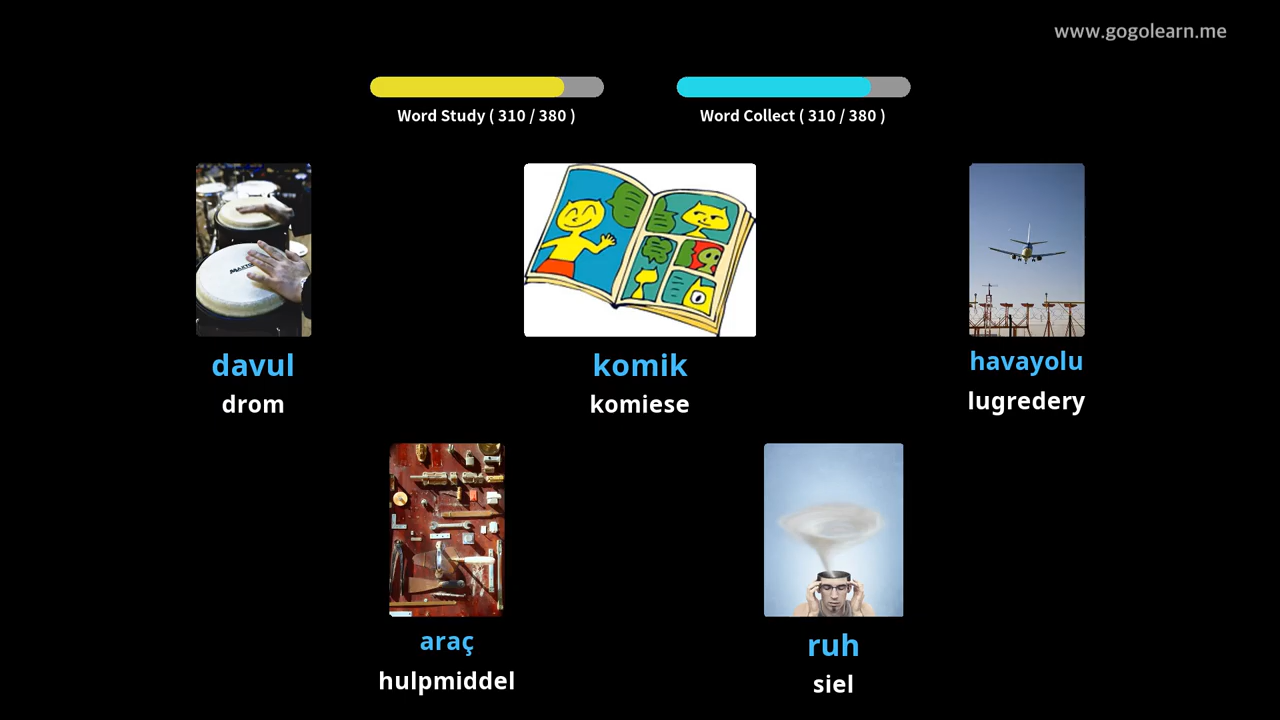 www.gogolearn.me
Word Study ( 310 / 380 )
Word Collect ( 310 / 380 )
davul
drom
komik
komiese
havayolu
lugredery
araç
hulpmiddel
ruh
siel